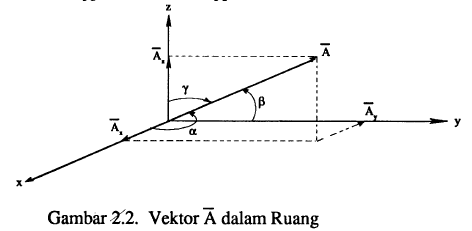 z
A̅z
A̅
γ
β
A̅x
α
A̅y
y
x
Gambar 2.2. Vektor A̅ dalam Ruang